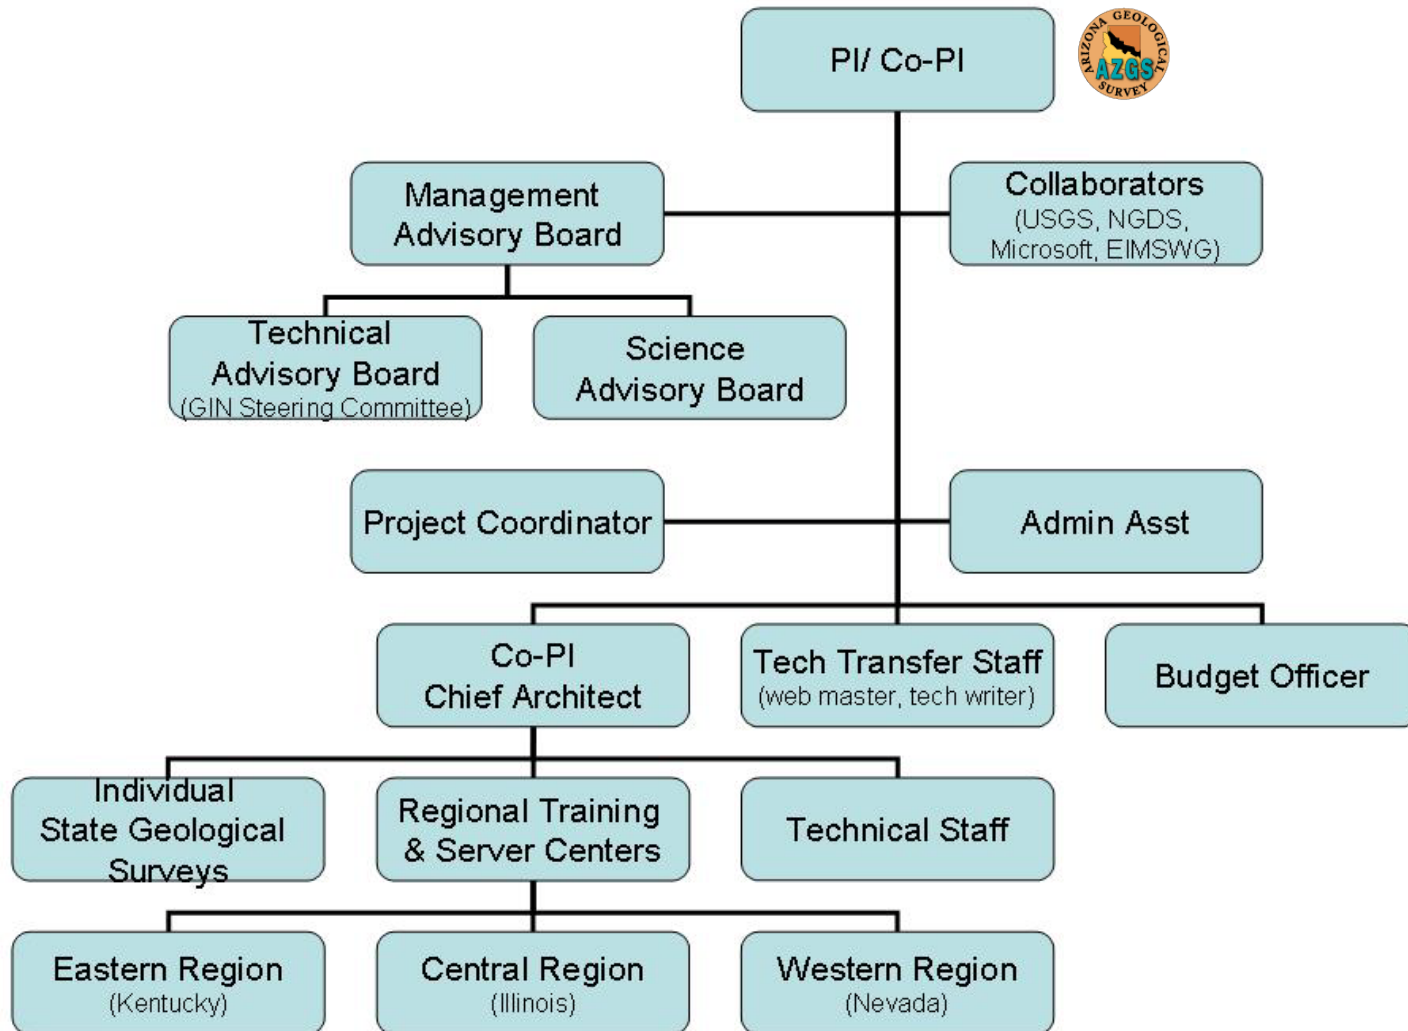 PI/ Co-PI
ARIZONA GEOLOGICAL
AZGS
SURVEY
Management
Advisory Board
Collaborators
(USGS, NGDS,
Microsoft, EIMSWG)
Technical
Advisory Board
(GIN Steering Committee)
Science
Advisory Board
Project Coordinator
Admin Asst
Co-PI
Chief Architect
Tech Transfer Staff
(web master, tech writer)
Budget Officer
Individual
State Geological
Surveys
Regional Training
& Server Centers
Technical Staff
Eastern Region
(Kentucky)
Central Region
(Illinois)
Western Region
(Nevada)